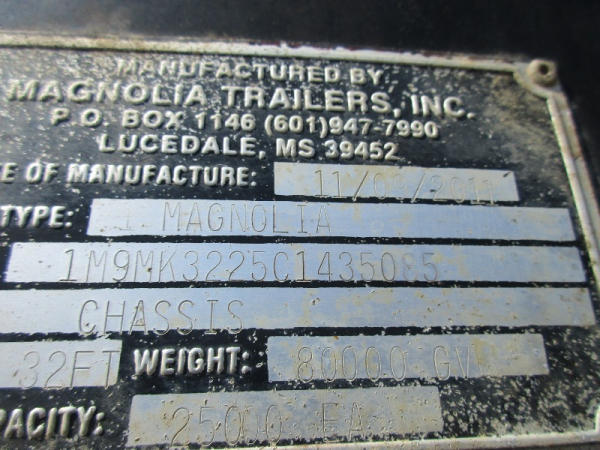 MANUFACTURED BY
MAGNOLIA TRAILERS, INC.
P.O. BOX 1146 (601)947-7990
LUCEDALE, MS 39452
E OF MANUFACTURE:
TYPE: MAGNOLIA
1M9MK3225C1435085
CHASSIS
32FT WEIGHT: 80000 GV
APACITY: 25000 EA